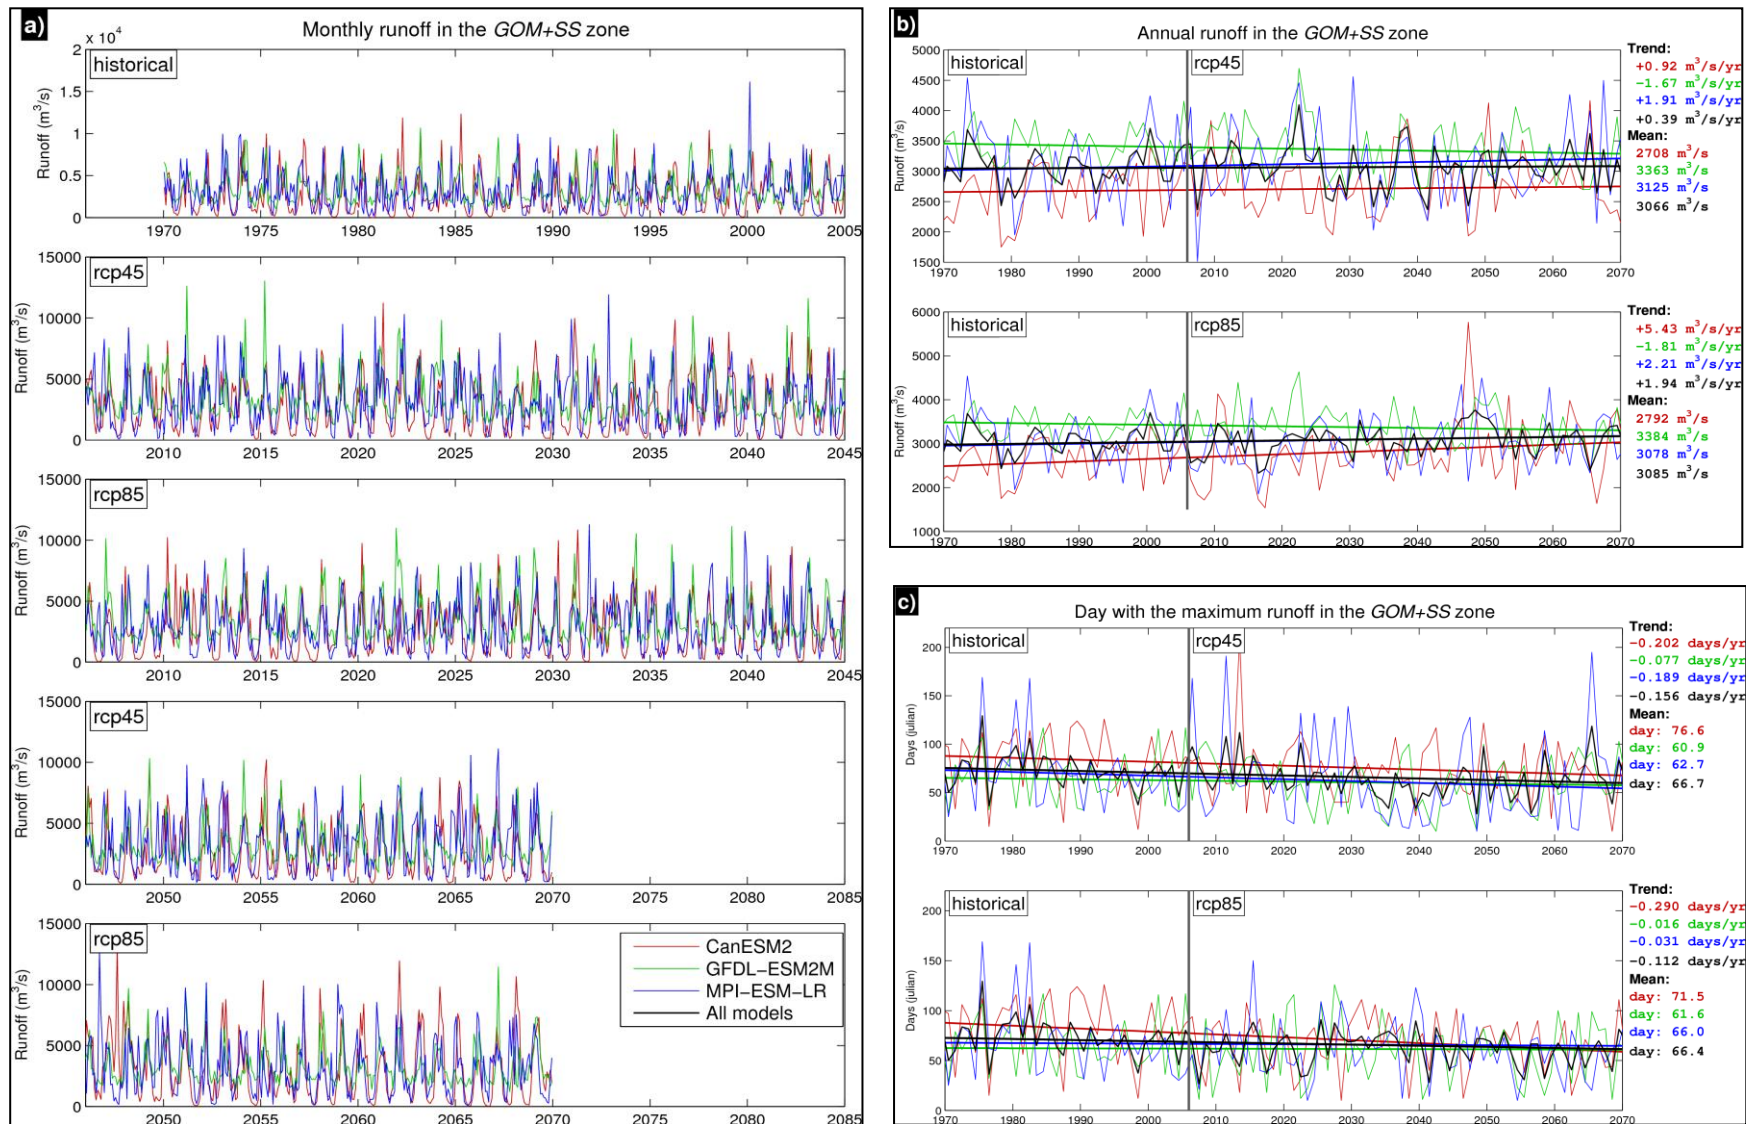 a)
Monthly runoff in the GOM+SS zone
x 10^4
historical
Runoff (m^3/s)
2
1.5
1
0.5
0
1970 1975 1980 1985 1990 1995 2000 2005
rcp45
Runoff (m^3/s)
15000
10000
5000
0
2010 2015 2020 2025 2030 2035 2040 2045
rcp85
Runoff (m^3/s)
15000
10000
5000
0
2010 2015 2020 2025 2030 2035 2040 2045
rcp45
Runoff (m^3/s)
15000
10000
5000
0
2050 2055 2060 2065 2070 2075 2080 2085
rcp85
Runoff (m^3/s)
15000
10000
5000
0
2050 2055 2060 2065 2070 2075 2080 2085
CanESM2
GFDL-ESM2M
MPI-ESM-LR
All models
b)
Annual runoff in the GOM+SS zone
historical
rcp45
Runoff (m^3/s)
5000
4500
4000
3500
3000
2500
2000
1500
1970 1980 1990 2000 2010 2020 2030 2040 2050 2060 2070
Trend:
+0.92 m^3/s/yr
-1.67 m^3/s/yr
+1.91 m^3/s/yr
+0.39 m^3/s/yr
Mean:
2708 m^3/s
3363 m^3/s
3125 m^3/s
3066 m^3/s
historical
rcp85
Runoff (m^3/s)
6000
5000
4000
3000
2000
1000
1970 1980 1990 2000 2010 2020 2030 2040 2050 2060 2070
Trend:
+5.43 m^3/s/yr
-1.81 m^3/s/yr
+2.21 m^3/s/yr
+1.94 m^3/s/yr
Mean:
2792 m^3/s
3384 m^3/s
3078 m^3/s
3085 m^3/s
c)
Day with the maximum runoff in the GOM+SS zone
historical
rcp45
Days (julian)
200
150
100
50
0
1970 1980 1990 2000 2010 2020 2030 2040 2050 2060 2070
Trend:
-0.202 days/yr
-0.077 days/yr
-0.189 days/yr
-0.156 days/yr
Mean:
day: 76.6
day: 60.9
day: 62.7
day: 66.7
historical
rcp85
Days (julian)
200
150
100
50
0
1970 1980 1990 2000 2010 2020 2030 2040 2050 2060 2070
Trend:
-0.290 days/yr
-0.016 days/yr
-0.031 days/yr
-0.112 days/yr
Mean:
day: 71.5
day: 61.6
day: 66.0
day: 66.4